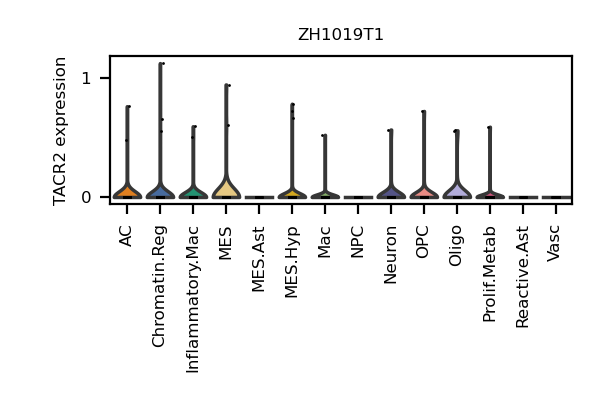 ZH1019T1
TACR2 expression
1
0
AC
Chromatin.Reg
Inflammatory.Mac
MES
MES.Ast
MES.Hyp
Mac
NPC
Neuron
OPC
Oligo
Prolif.Metab
Reactive.Ast
Vasc